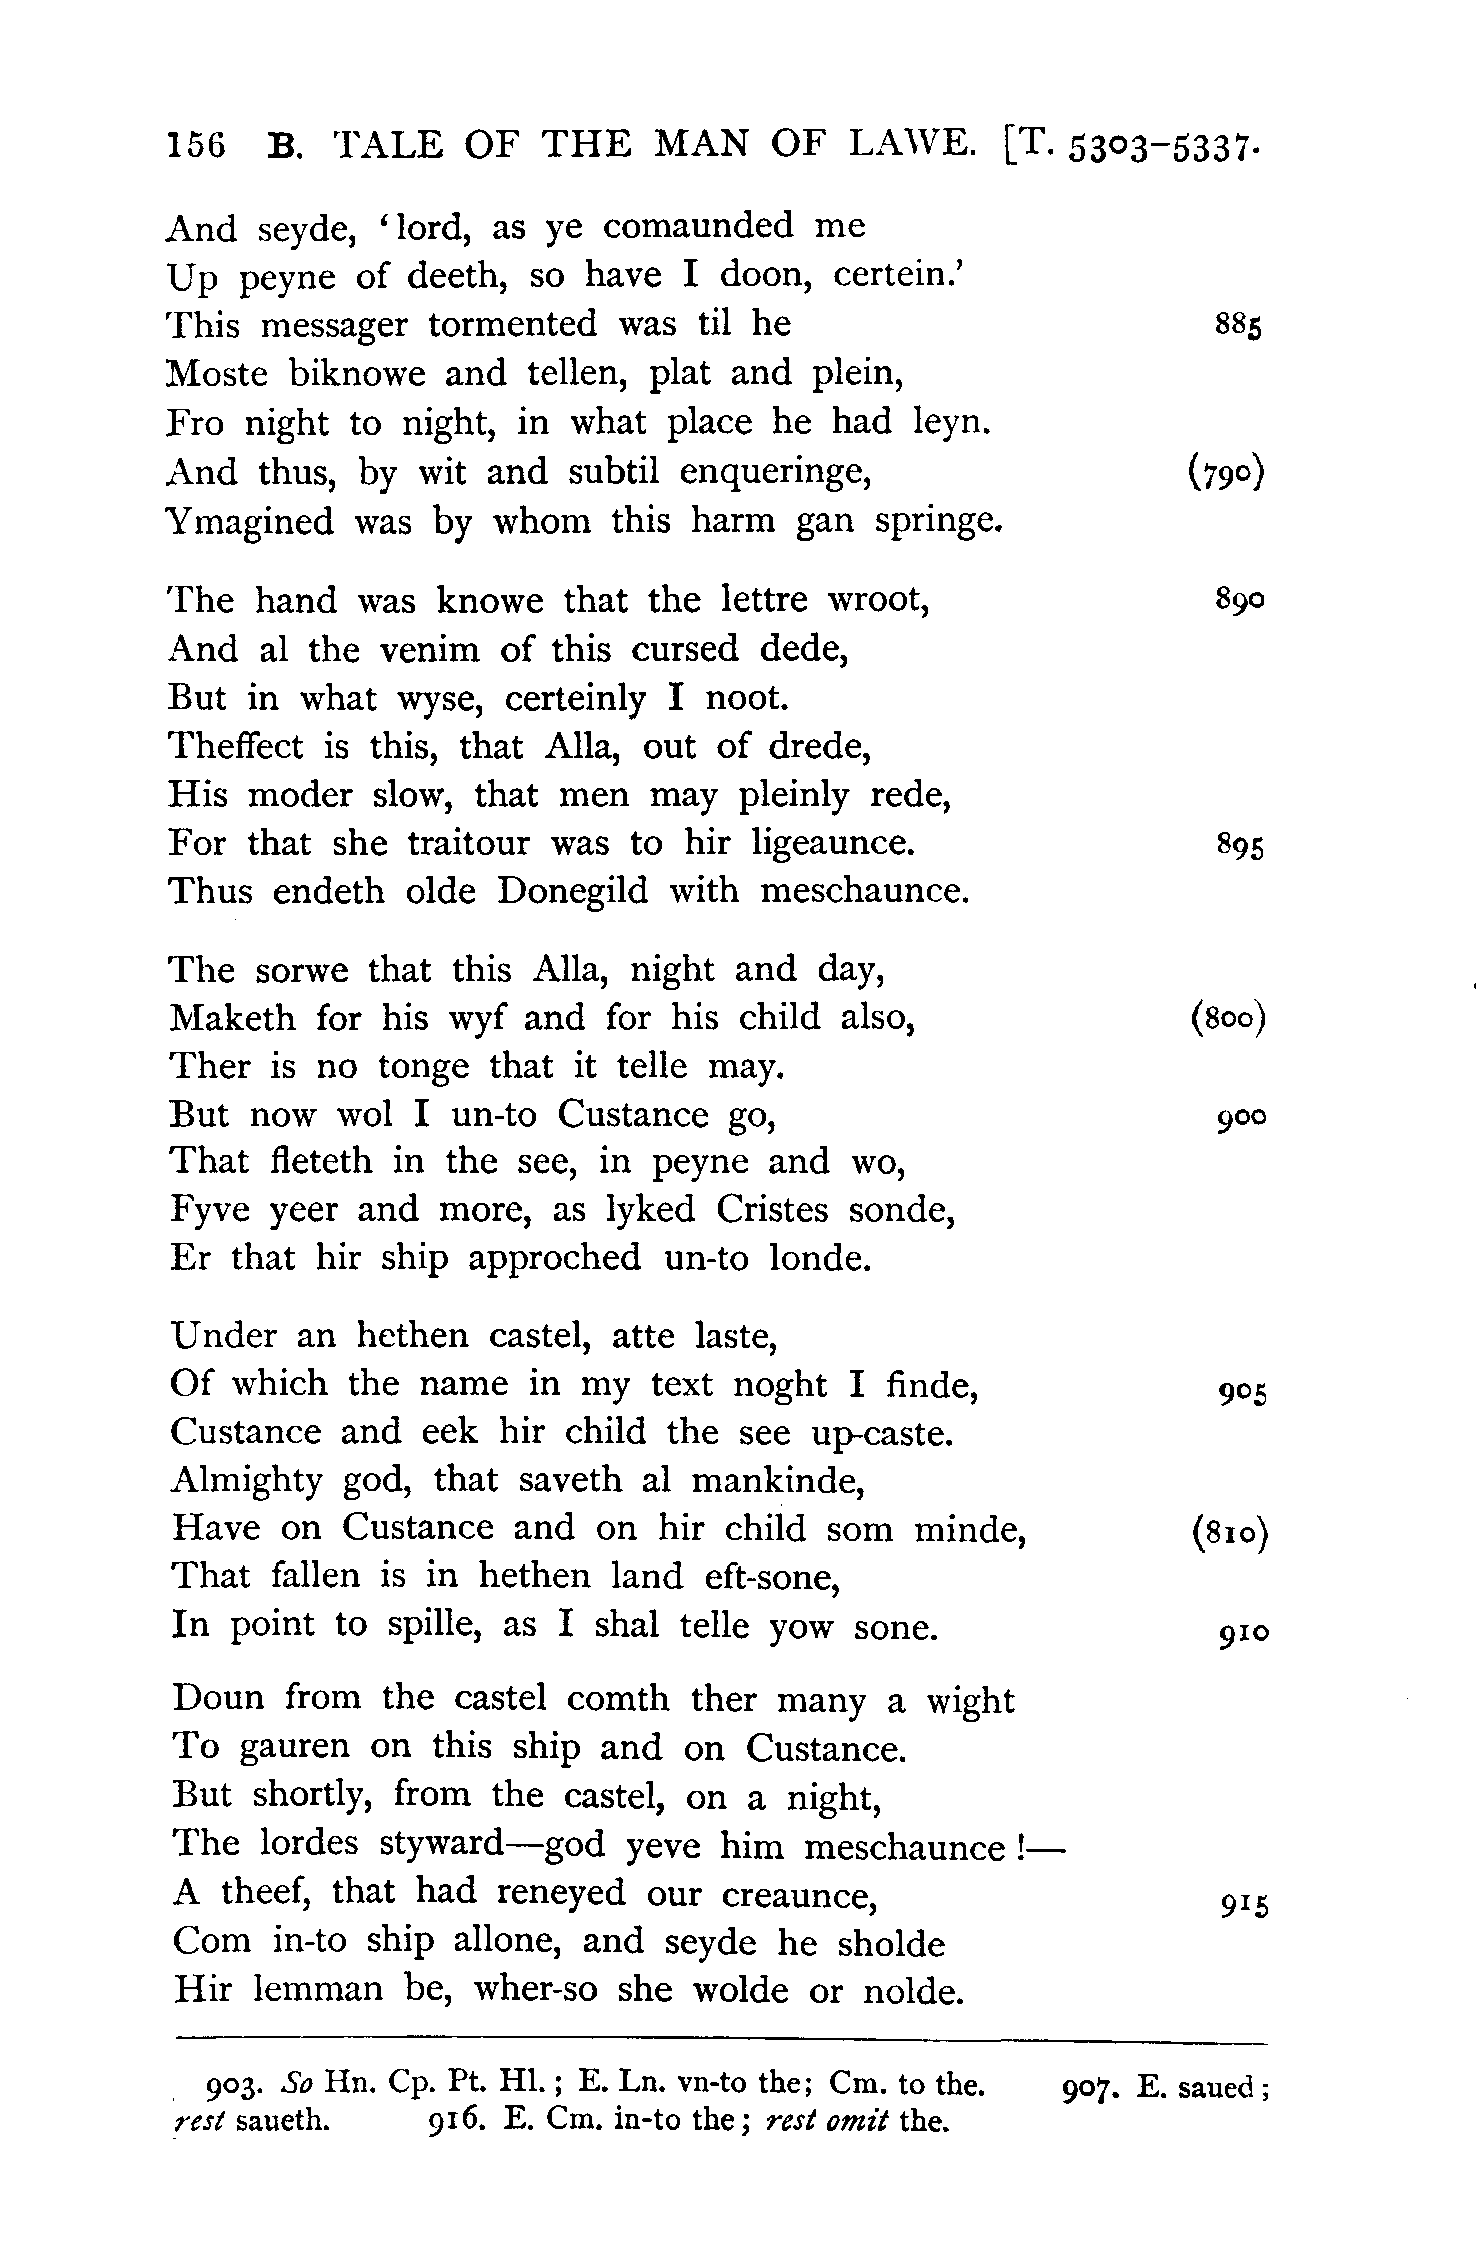 156 B. TALE OF THE MAN OF LAWE. [T. 5303–5337.
And seyde, ‘lord, as ye comaunded me
Up peyne of deeth, so have I doon, certein.’
This messager tormented was til he 885
Moste biknowe and tellen, plat and plein,
Fro night to night, in what place he had leyn.
And thus, by wit and subtil enqueringe, (790)
Ymagined was by whom this harm gan springe.
The hand was knowe that the lettre wroot, 890
And al the venim of this cursed dede,
But in what wyse, certeinly I noot.
Theffect is this, that Alla, out of drede,
His moder slow, that men may pleinly rede,
For that she traitour was to hir ligeaunce. 895
Thus endeth olde Donegild with meschaunce.
The sorwe that this Alla, night and day,
Maketh for his wyf and for his child also, (800)
Ther is no tonge that it telle may.
But now wol I un-to Custance go, 900
That fleteth in the see, in peyne and wo,
Fyve yeer and more, as lyked Cristes sonde,
Er that hir ship approched un-to londe.
Under an hethen castel, atte laste,
Of which the name in my text noght I finde, 905
Custance and eek hir child the see up-caste.
Almighty god, that saveth al mankinde,
Have on Custance and on hir child som minde, (810)
That fallen is in hethen land eft-sone,
In point to spille, as I shal telle yow sone. 910
Doun from the castel comth ther many a wight
To gauren on this ship and on Custance.
But shortly, from the castel, on a night,
The lordes styward—god yeve him meschaunce!—
A theef, that had reneyed our creaunce, 915
Com in-to ship allone, and seyde he sholde
Hir lemman be, wher-so she wolde or nolde.
903. So Hn. Cp. Pt. Hl.; E. Ln. vn-to the; Cm. to the. 907. E. saued;
rest saueth. 916. E. Cm. in-to the; rest omit the.